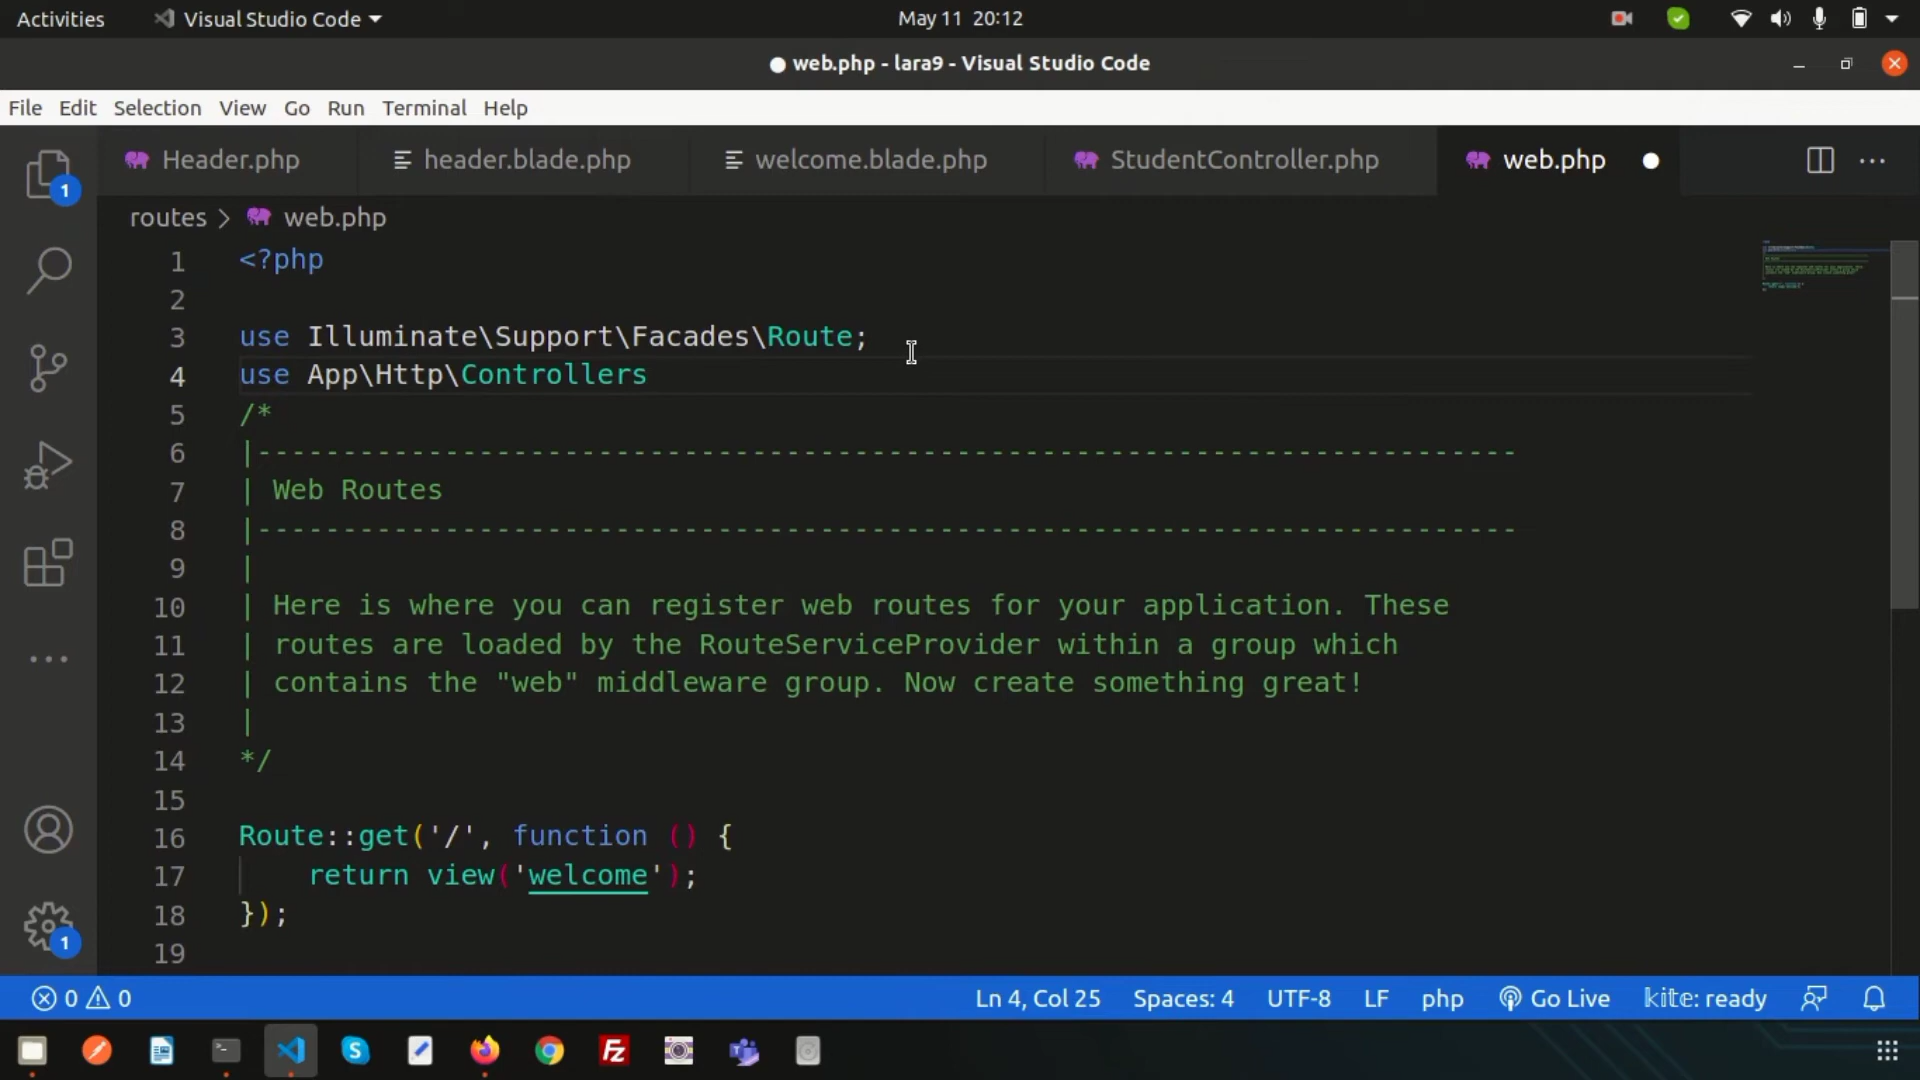 Activities Visual Studio Code May 11 20:12
web.php - lara9 - Visual Studio Code
File Edit Selection View Go Run Terminal Help
Header.php header.blade.php welcome.blade.php StudentController.php web.php
routes > web.php
1 <?php
2
3 use Illuminate\Support\Facades\Route;
4 use App\Http\Controllers
5 /*
6 |--------------------------------------------------------------------------
7 | Web Routes
8 |--------------------------------------------------------------------------
9 |
10 | Here is where you can register web routes for your application. These
11 | routes are loaded by the RouteServiceProvider within a group which
12 | contains the "web" middleware group. Now create something great!
13 |
14 */
15
16 Route::get('/', function () {
17 return view('welcome');
18 });
19
1
1
0 0 Ln 4, Col 25 Spaces: 4 UTF-8 LF php Go Live kite: ready